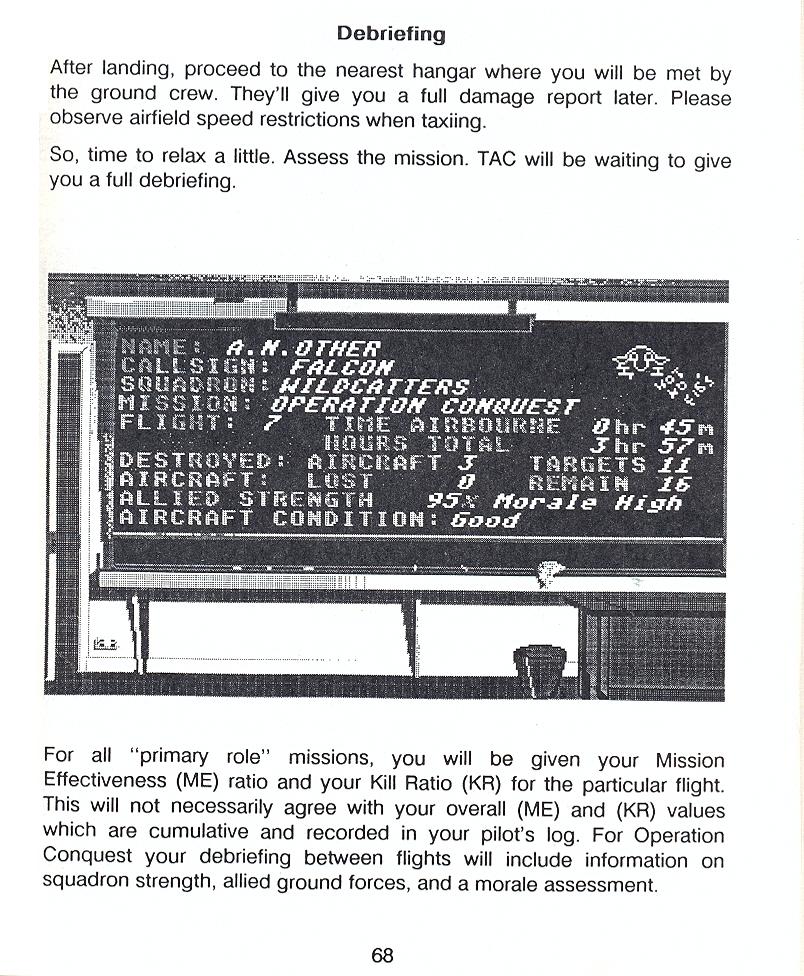 Debriefing
After landing, proceed to the nearest hangar where you will be met by
the ground crew. They'll give you a full damage report later. Please
observe airfield speed restrictions when taxiing.
So, time to relax a little. Assess the mission. TAC will be waiting to give
you a full debriefing.
NAME: A.N.OTHER
CALLSIGN: FALCON
SQUADRON: WILDCATTERS
MISSION: OPERATION CONQUEST
FLIGHT: 7 TIME AIRBOURNE 0hr 45m
HOURS TOTAL 3hr 57m
DESTROYED: AIRCRAFT 3 TARGETS 11
AIRCRAFT: LOST 0 REMAIN 16
ALLIED STRENGTH 95% Morale High
AIRCRAFT CONDITION: Good
WOT
NO
For all "primary role" missions, you will be given your Mission
Effectiveness (ME) ratio and your Kill Ratio (KR) for the particular flight.
This will not necessarily agree with your overall (ME) and (KR) values
which are cumulative and recorded in your pilot's log. For Operation
Conquest your debriefing between flights will include information on
squadron strength, allied ground forces, and a morale assessment.
68